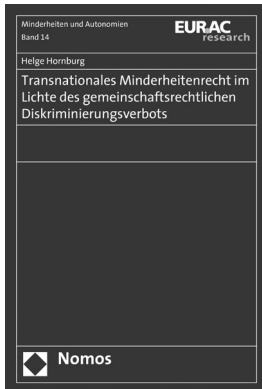 Minderheiten und Autonomien
Band 14
EURAC
research
Helge Hornburg
Transnationales Minderheitenrecht im
Lichte des gemeinschaftsrechtlichen
Diskriminierungsverbots
Nomos